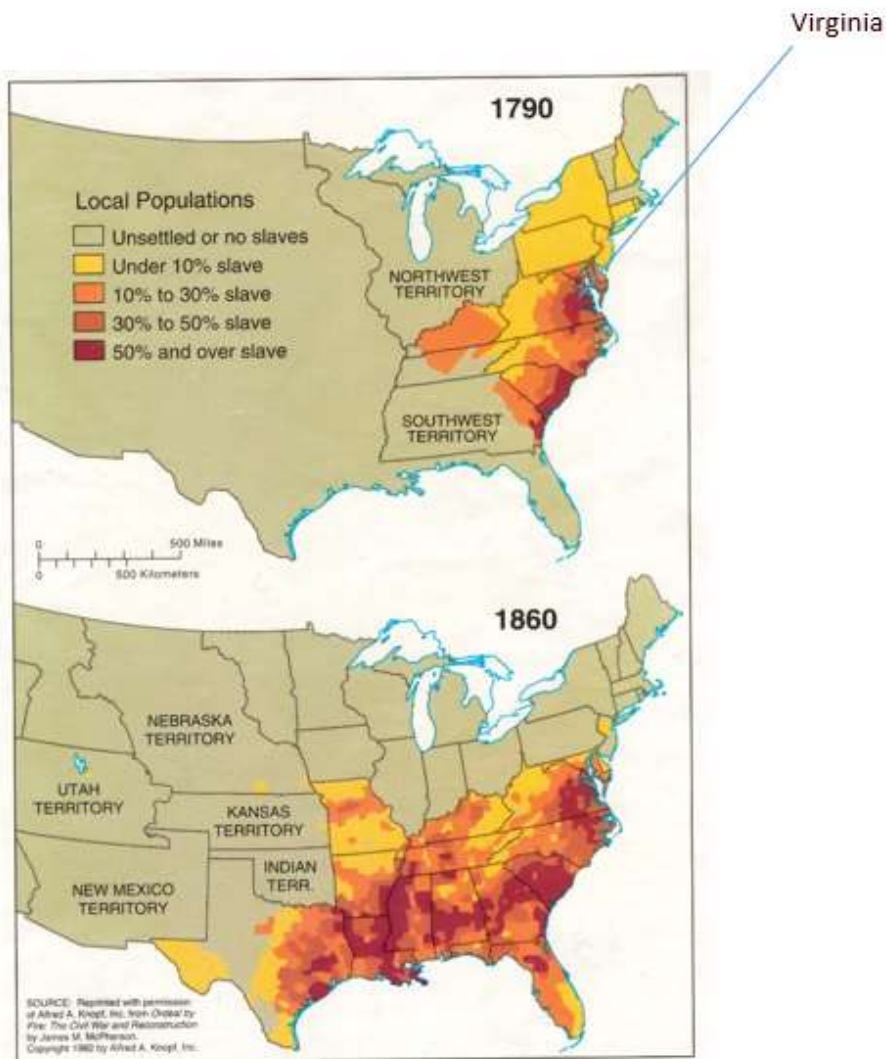 Virginia
1790
Local Populations
Unsettled or no slaves
Under 10% slave
10% to 30% slave
30% to 50% slave
50% and over slave
NORTHWEST
TERRITORY
SOUTHWEST
TERRITORY
0 500 Miles
0 500 Kilometers
1860
NEBRASKA
TERRITORY
UTAH
TERRITORY
KANSAS
TERRITORY
INDIAN
TERR.
NEW MEXICO
TERRITORY
SOURCE: Reprinted with permission
of Alfred A. Knopf, Inc. from Ordeal by
Fire: The Civil War and Reconstruction
by James M. McPherson.
Copyright 1982 by Alfred A. Knopf, Inc.